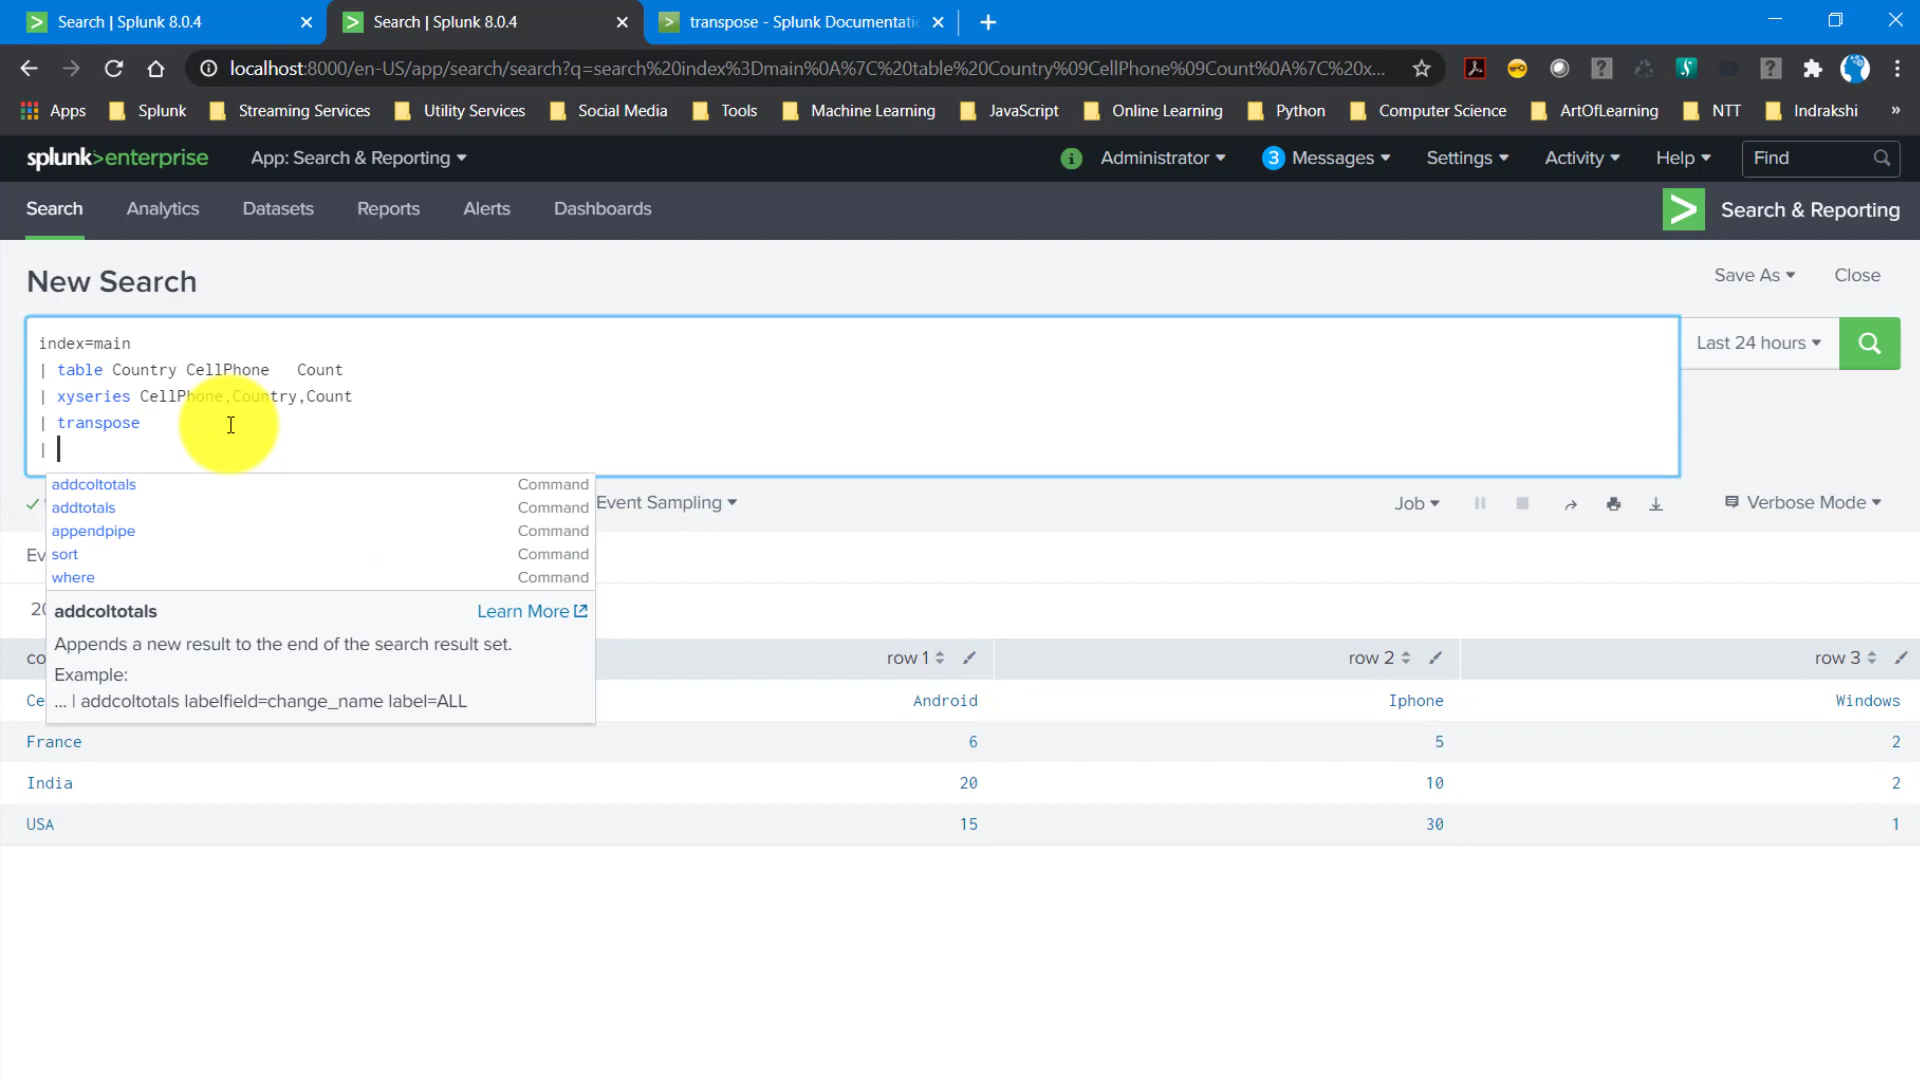 Search | Splunk 8.0.4
Search | Splunk 8.0.4
transpose - Splunk Documentatic
localhost:8000/en-US/app/search/search?q=search%20index%3Dmain%0A%7C%20table%20Country%09CellPhone%09Count%0A%7C%20x...
Apps Splunk Streaming Services Utility Services Social Media Tools Machine Learning JavaScript Online Learning Python Computer Science ArtOfLearning NTT Indrakshi »
splunk>enterprise App: Search & Reporting i Administrator 3 Messages Settings Activity Help Find
Search Analytics Datasets Reports Alerts Dashboards Search & Reporting
New Search Save As Close
index=main Last 24 hours
| table Country CellPhone Count
| xyseries CellPhone,Country,Count
| transpose
|
addcoltotals Command
addtotals Command
appendpipe Command
sort Command
where Command
Event Sampling Job Verbose Mode
Ev
20
addcoltotals Learn More
Appends a new result to the end of the search result set.
Example:
... | addcoltotals labelfield=change_name label=ALL
co row 1 row 2 row 3
Ce Android Iphone Windows
France 6 5 2
India 20 10 2
USA 15 30 1